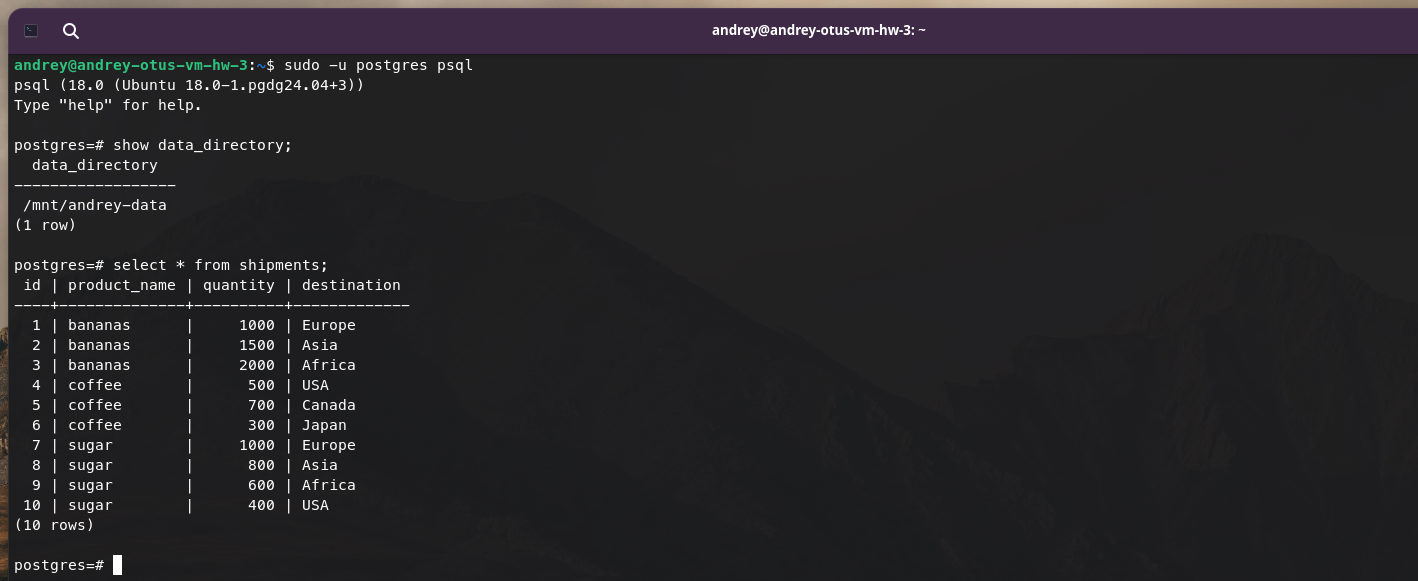 andrey@andrey-otus-vm-hw-3: ~
andrey@andrey-otus-vm-hw-3:~$ sudo -u postgres psql
psql (18.0 (Ubuntu 18.0-1.pgdg24.04+3))
Type "help" for help.
postgres=# show data_directory;
  data_directory
------------------
 /mnt/andrey-data
(1 row)
postgres=# select * from shipments;
 id | product_name | quantity | destination
----+--------------+----------+-------------
  1 | bananas      |     1000 | Europe
  2 | bananas      |     1500 | Asia
  3 | bananas      |     2000 | Africa
  4 | coffee       |      500 | USA
  5 | coffee       |      700 | Canada
  6 | coffee       |      300 | Japan
  7 | sugar        |     1000 | Europe
  8 | sugar        |      800 | Asia
  9 | sugar        |      600 | Africa
 10 | sugar        |      400 | USA
(10 rows)
postgres=#